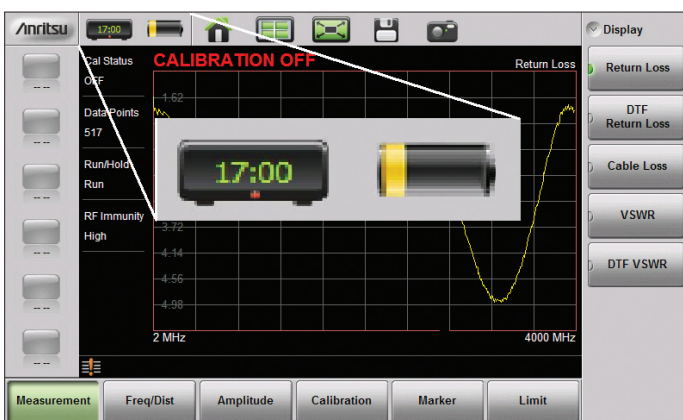 Anritsu
17:00
Display
Cal Status
OFF
CALIBRATION OFF
Return Loss
Return Loss
-1.62
Data Points
517
DTF
Return Loss
17:00
Run/Hold
Run
Cable Loss
RF Immunity
High
-3.72
-4.14
-4.56
-4.98
VSWR
DTF VSWR
-- --
-- --
-- --
-- --
-- --
-- --
2 MHz
4000 MHz
Measurement
Freq/Dist
Amplitude
Calibration
Marker
Limit